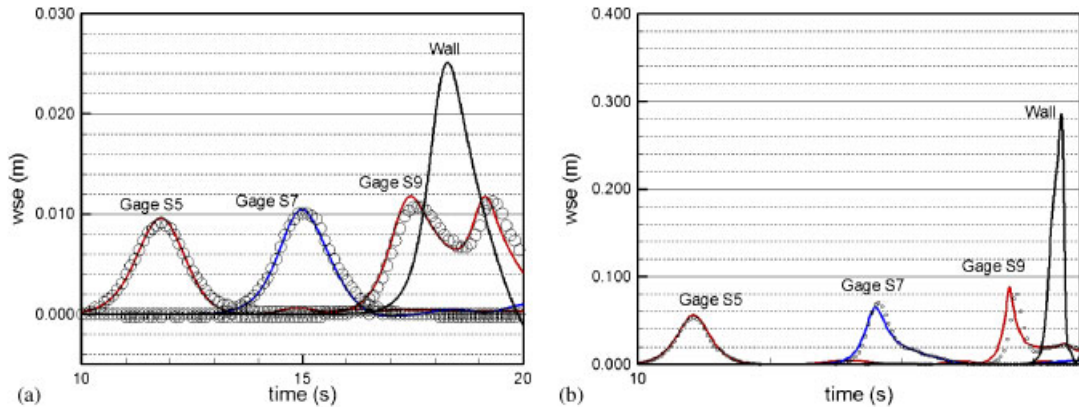 0.030
0.020
0.010
0.000
wse (m)
Gage S5
Gage S7
Gage S9
Wall
10
15
20
time (s)
(a)
0.400
0.300
0.200
0.100
0.000
wse (m)
Gage S5
Gage S7
Gage S9
Wall
10
time (s)
(b)